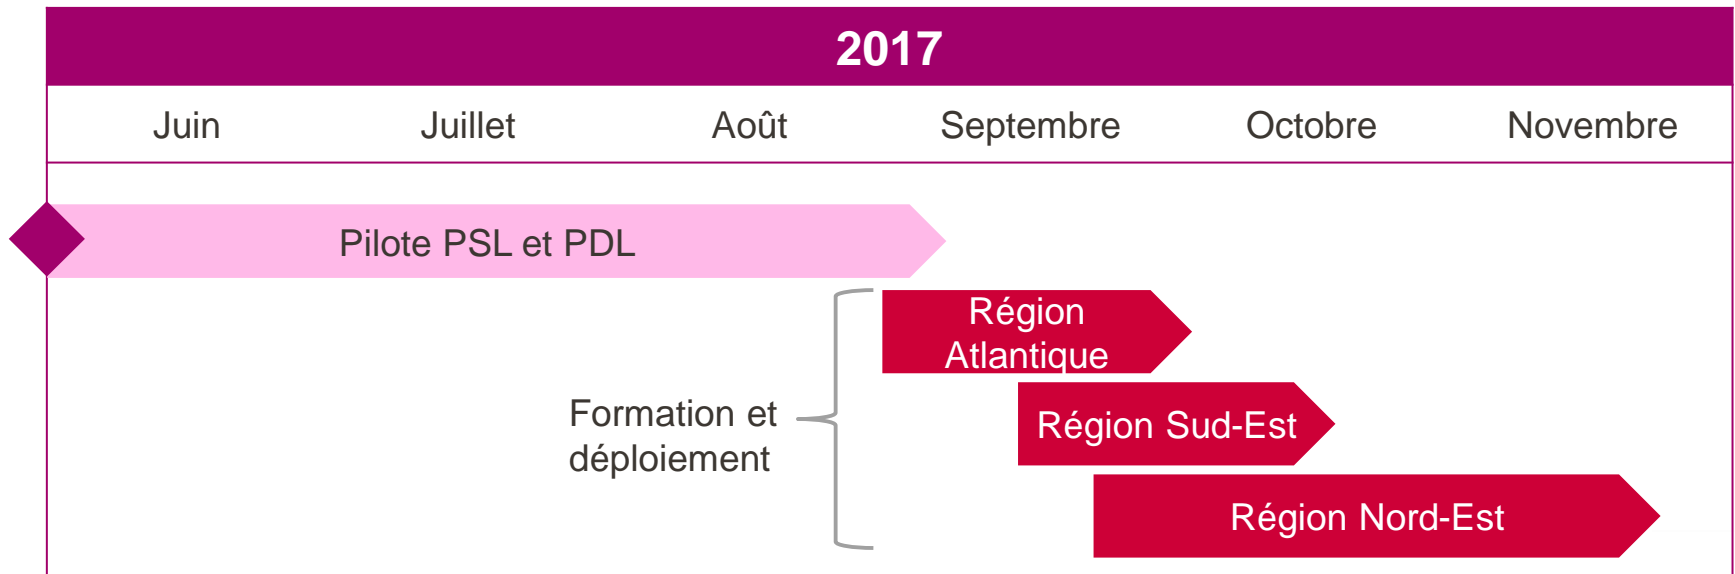 2017
Juin Juillet Août Septembre Octobre Novembre
Pilote PSL et PDL
Région
Atlantique
Formation et
déploiement
Région Sud-Est
Région Nord-Est